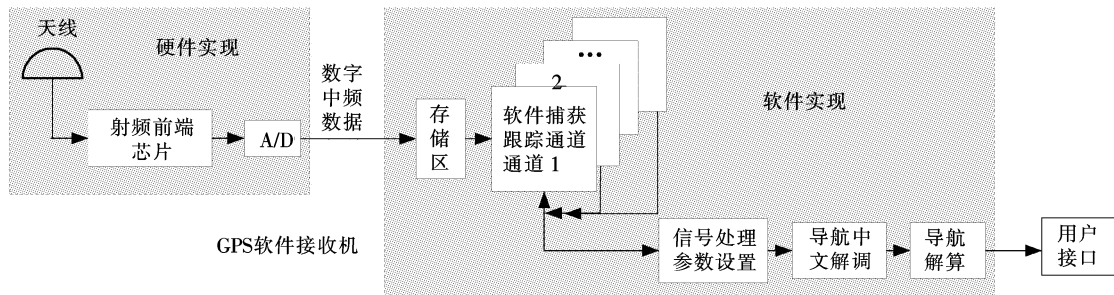 天线
硬件实现
射频前端
芯片
A/D
数字
中频
数据
存
储
区
...
2
软件捕获
跟踪通道
通道1
软件实现
GPS软件接收机
信号处理
参数设置
导航中
文解调
导航
解算
用户
接口